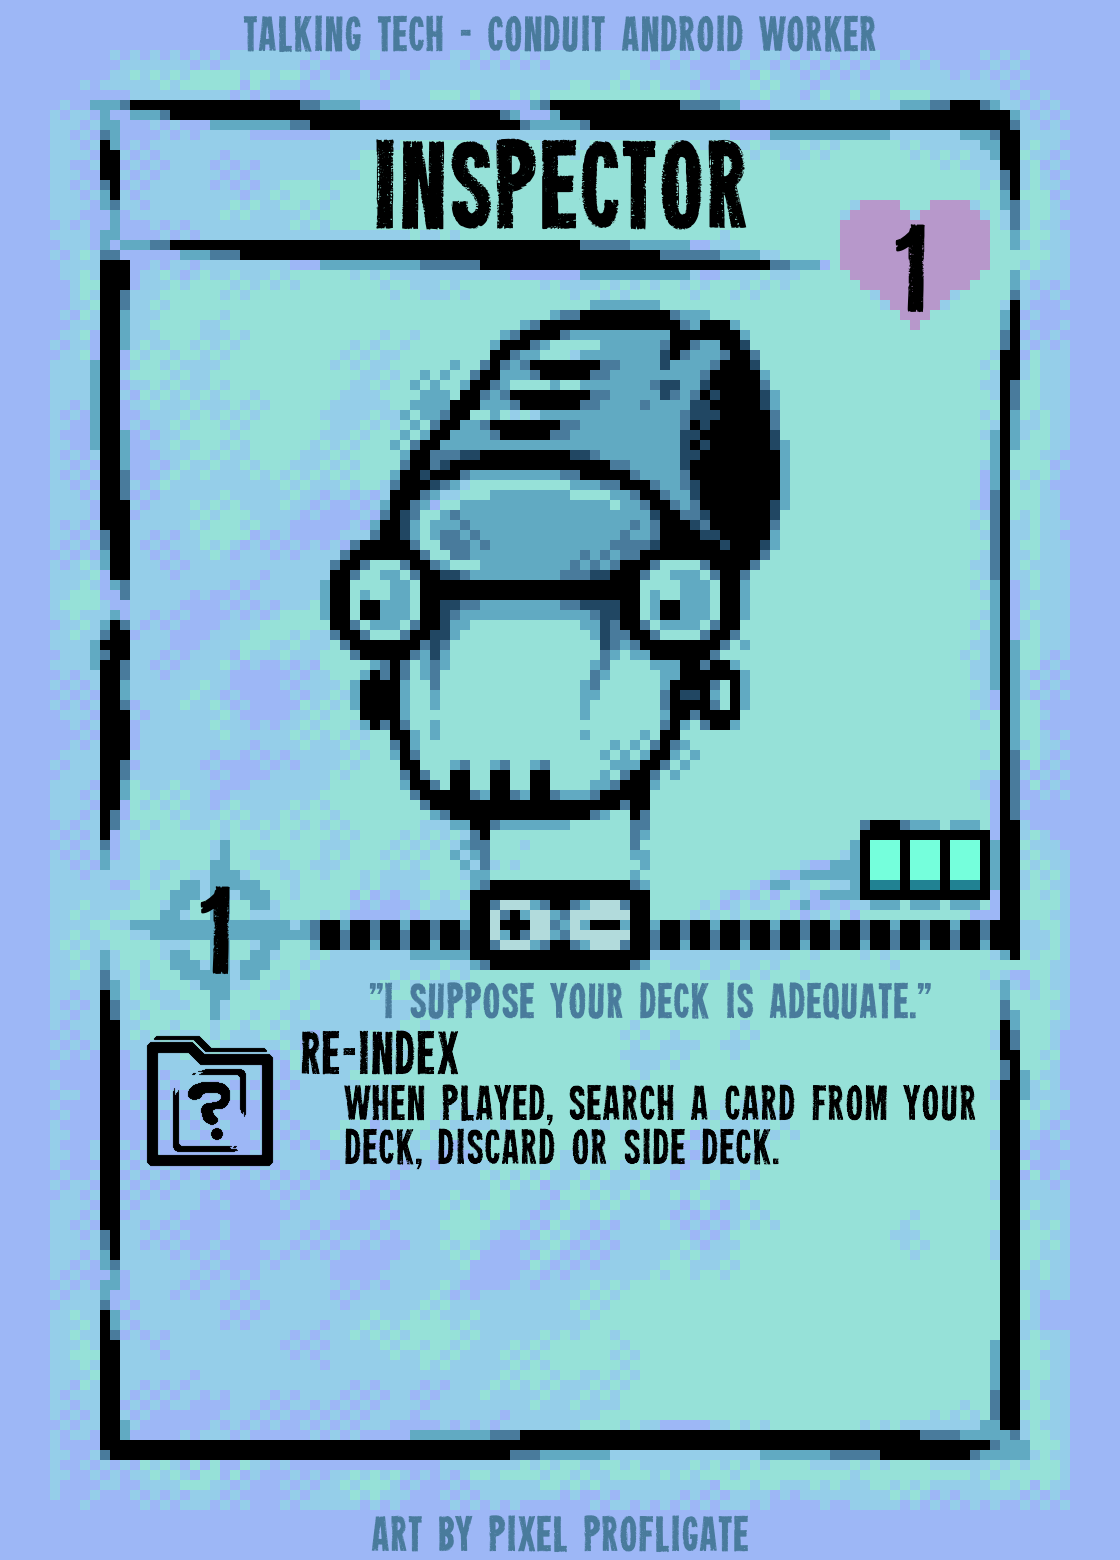 TALKING TECH - CONDUIT ANDROID WORKER
INSPECTOR
1
1
"I SUPPOSE YOUR DECK IS ADEQUATE."
RE-INDEX
?
WHEN PLAYED, SEARCH A CARD FROM YOUR
DECK, DISCARD OR SIDE DECK.
ART BY PIXEL PROFLIGATE